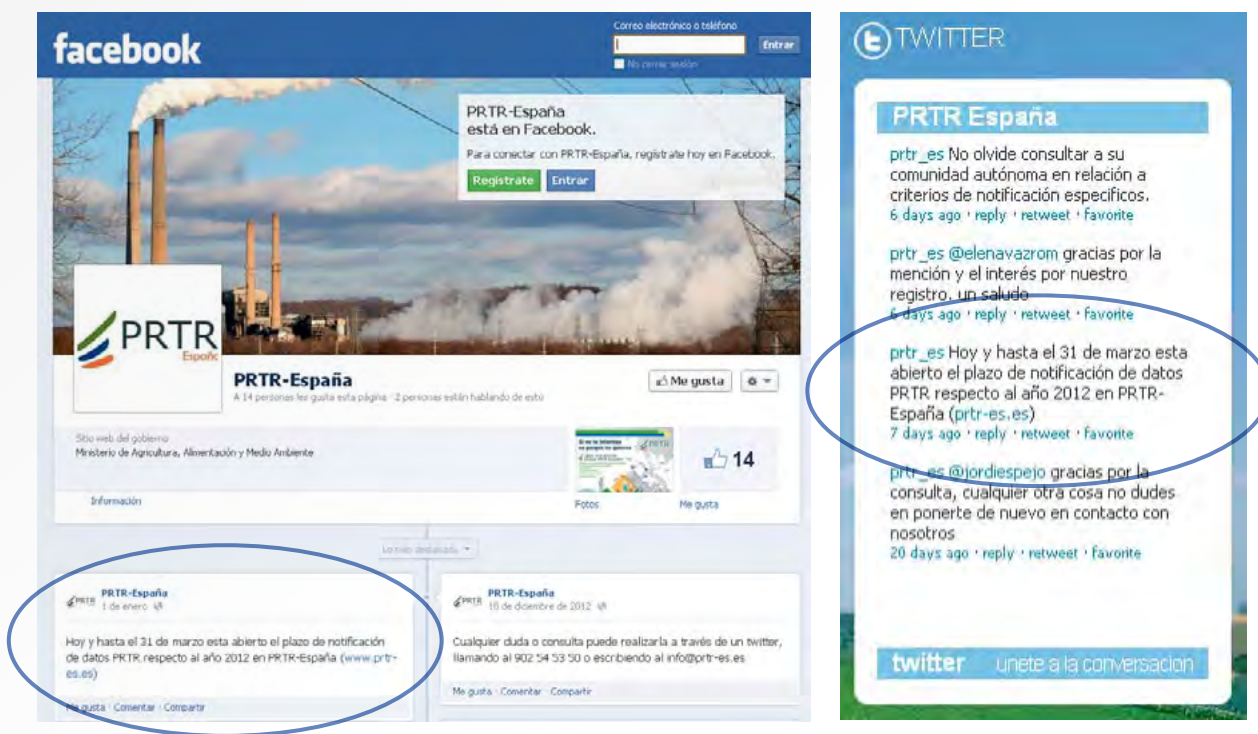 facebook
Correo electrónico o teléfono
Entrar
No cerrar sesión
PRTR-España
está en Facebook.
Para conectar con PRTR-España, regístrate hoy en Facebook.
Regístrate Entrar
PRTR
España
PRTR-España
A 14 personas les gusta esta página · 2 personas están hablando de esto
Me gusta
Sitio web del gobierno
Ministerio de Agricultura, Alimentación y Medio Ambiente
Información
PRTR
14
Fotos
Me gusta
Lo más destacado
PRTR
PRTR-España
1 de enero
Hoy y hasta el 31 de marzo esta abierto el plazo de notificación
de datos PRTR respecto al año 2012 en PRTR-España (www.prtr-
es.es)
Me gusta · Comentar · Compartir
PRTR
PRTR-España
18 de diciembre de 2012
Cualquier duda o consulta puede realizarla a través de un twitter,
llamando al 902 54 53 50 o escribiendo al info@prtr-es.es
Me gusta · Comentar · Compartir
TWITTER
PRTR España
prtr_es No olvide consultar a su
comunidad autónoma en relación a
criterios de notificación especificos.
6 days ago · reply · retweet · favorite
prtr_es @elenavazrom gracias por la
mención y el interés por nuestro
registro. un saludo
6 days ago · reply · retweet · favorite
prtr_es Hoy y hasta el 31 de marzo esta
abierto el plazo de notificación de datos
PRTR respecto al año 2012 en PRTR-
España (prtr-es.es)
7 days ago · reply · retweet · favorite
prtr_es @jordiespejo gracias por la
consulta, cualquier otra cosa no dudes
en ponerte de nuevo en contacto con
nosotros
20 days ago · reply · retweet · favorite
twitter unete a la conversacion